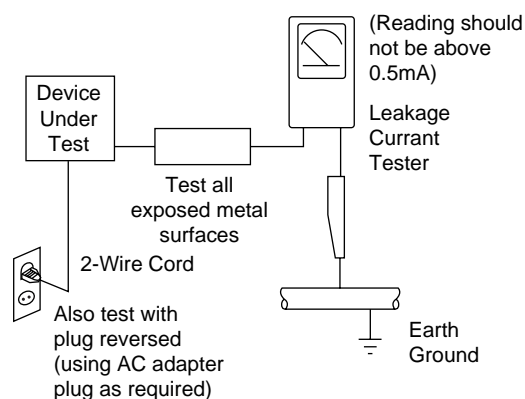 (Reading should
not be above
0.5mA)
Device
Under
Test
Leakage
Currant
Tester
Test all
exposed metal
surfaces
2-Wire Cord
Also test with
plug reversed
(using AC adapter
plug as required)
Earth
Ground